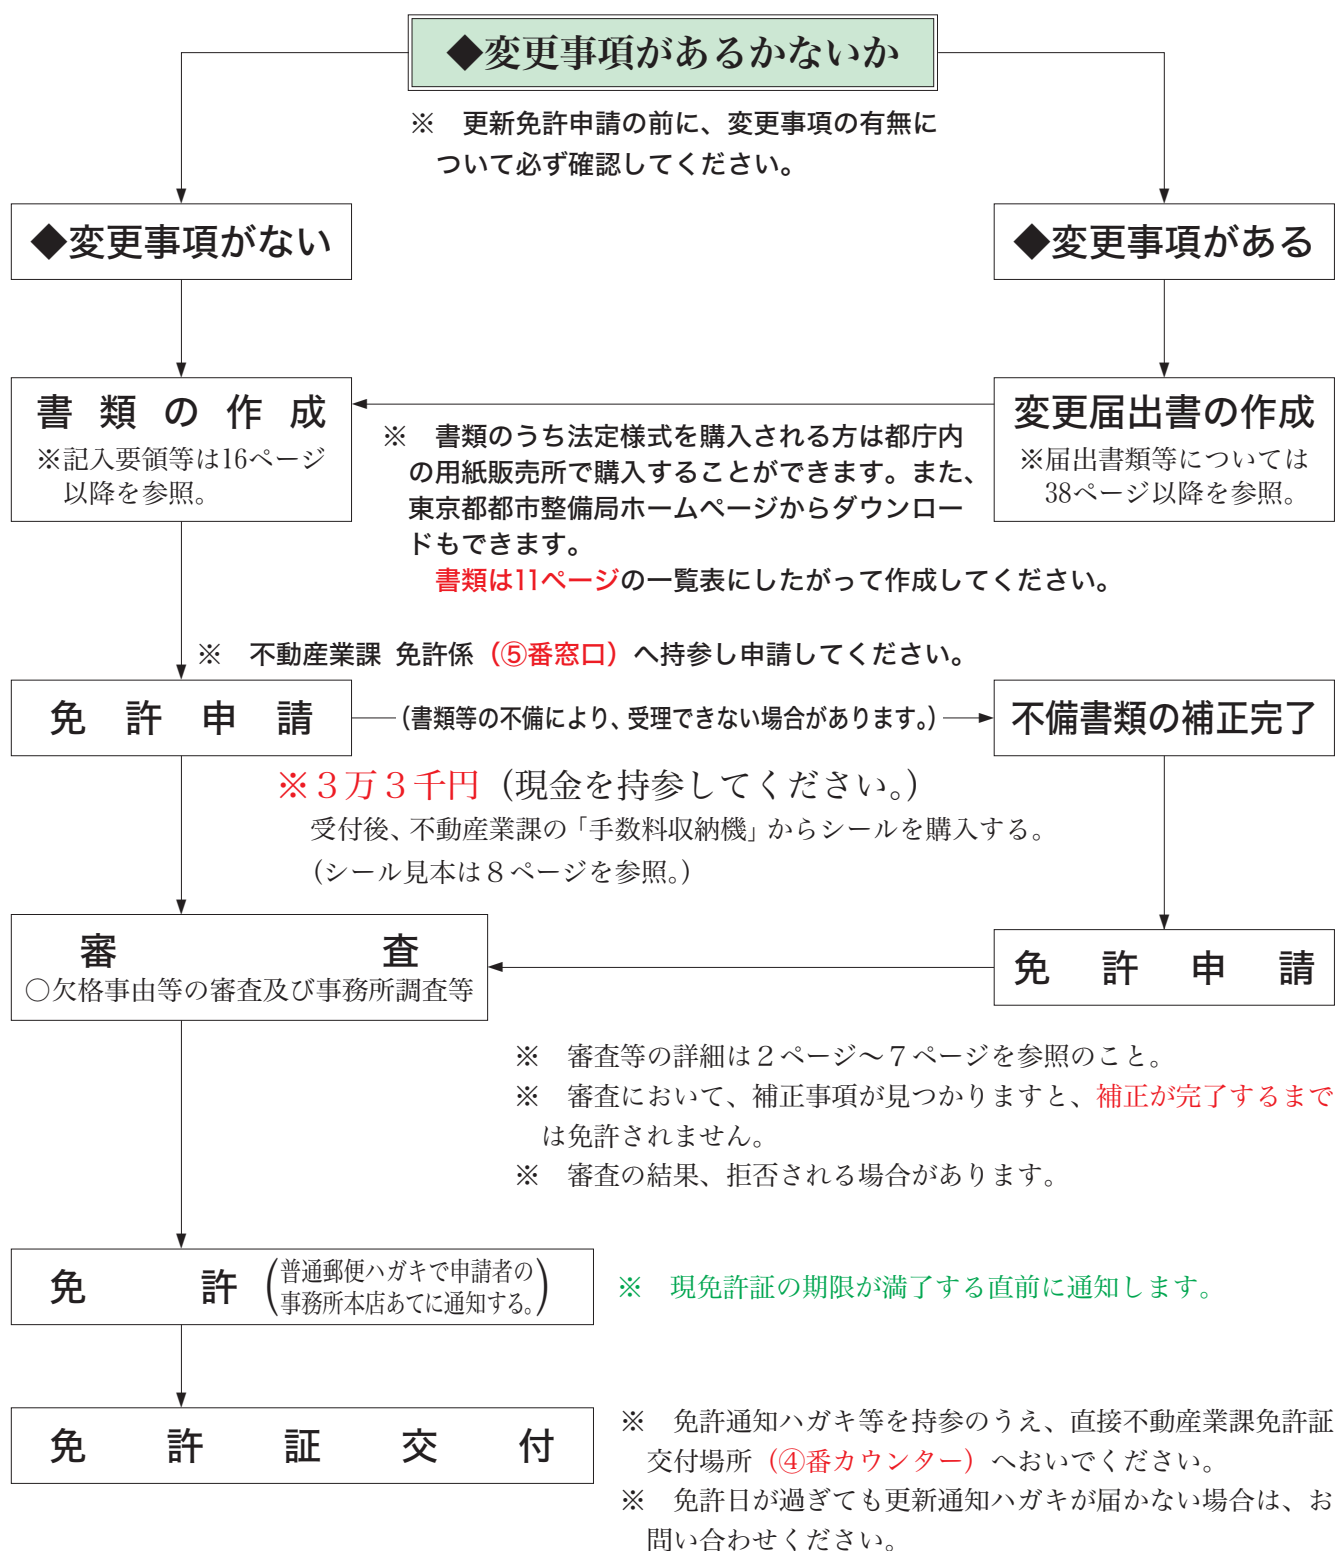 ◆変更事項があるかないか
※　更新免許申請の前に、変更事項の有無に
ついて必ず確認してください。
◆変更事項がない
◆変更事項がある
書類の作成
※記入要領等は16ページ
以降を参照。
変更届出書の作成
※届出書類等については
38ページ以降を参照。
※　書類のうち法定様式を購入される方は都庁内
の用紙販売所で購入することができます。また、
東京都都市整備局ホームページからダウンロー
ドもできます。
書類は11ページの一覧表にしたがって作成してください。
※　不動産業課 免許係（⑤番窓口）へ持参し申請してください。
免許申請
（書類等の不備により、受理できない場合があります。）
不備書類の補正完了
※３万３千円（現金を持参してください。）
受付後、不動産業課の「手数料収納機」からシールを購入する。
（シール見本は８ページを参照。）
審査
○欠格事由等の審査及び事務所調査等
免許申請
※　審査等の詳細は２ページ～７ページを参照のこと。
※　審査において、補正事項が見つかりますと、補正が完了するまで
は免許されません。
※　審査の結果、拒否される場合があります。
免許（普通郵便ハガキで申請者の
事務所本店あてに通知する。）
※　現免許証の期限が満了する直前に通知します。
免許証交付
※　免許通知ハガキ等を持参のうえ、直接不動産業課免許証
交付場所（④番カウンター）へおいでください。
※　免許日が過ぎても更新通知ハガキが届かない場合は、お
問い合わせください。